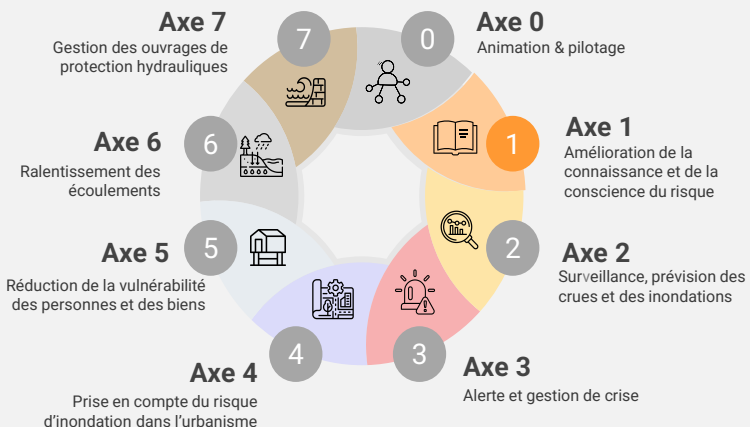 Axe 0
Animation & pilotage
0
Axe 1
Amélioration de la
connaissance et de la
conscience du risque
1
Axe 2
Surveillance, prévision des
crues et des inondations
2
Axe 3
Alerte et gestion de crise
3
Axe 4
Prise en compte du risque
d'inondation dans l'urbanisme
4
Axe 5
Réduction de la vulnérabilité
des personnes et des biens
5
Axe 6
Ralentissement des
écoulements
6
Axe 7
Gestion des ouvrages de
protection hydrauliques
7